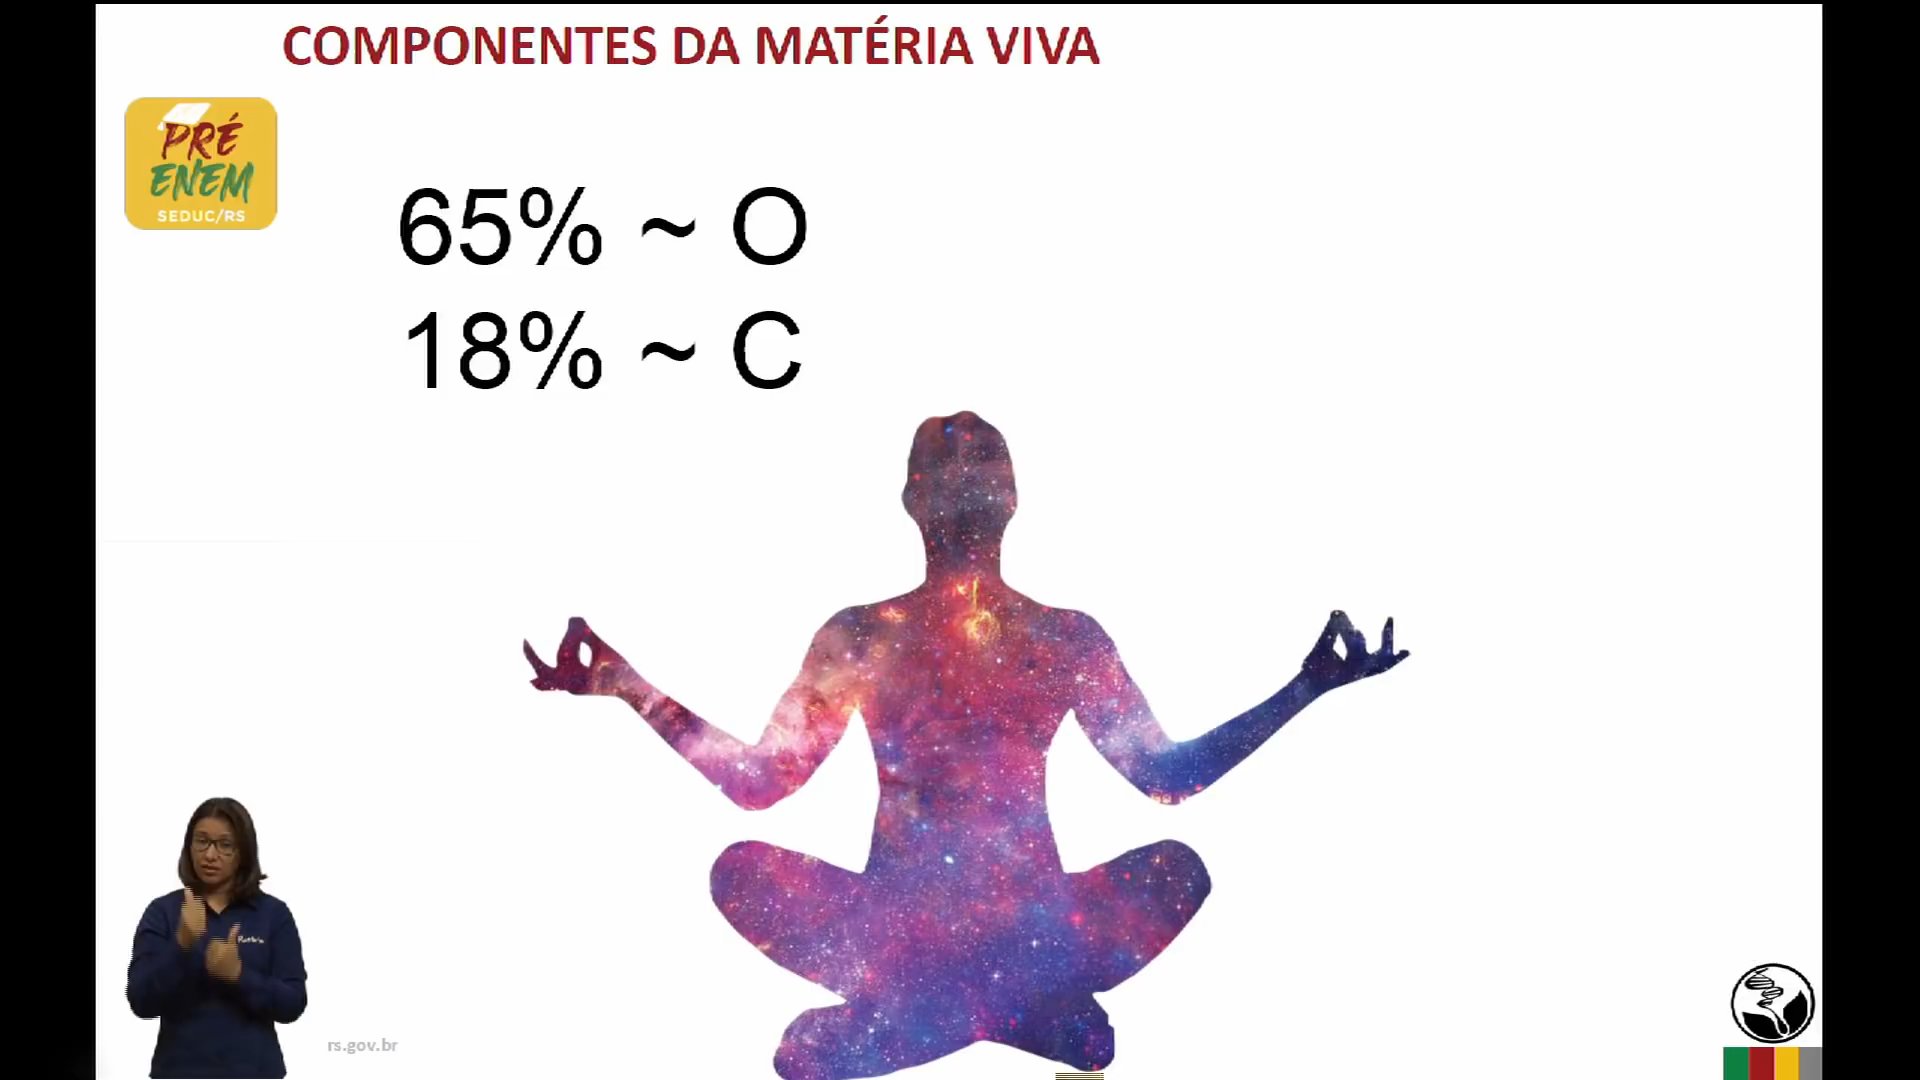 COMPONENTES DA MATÉRIA VIVA
PRÉ
ENEM
SEDUC/RS
65% ~ O
18% ~ C
rs.gov.br